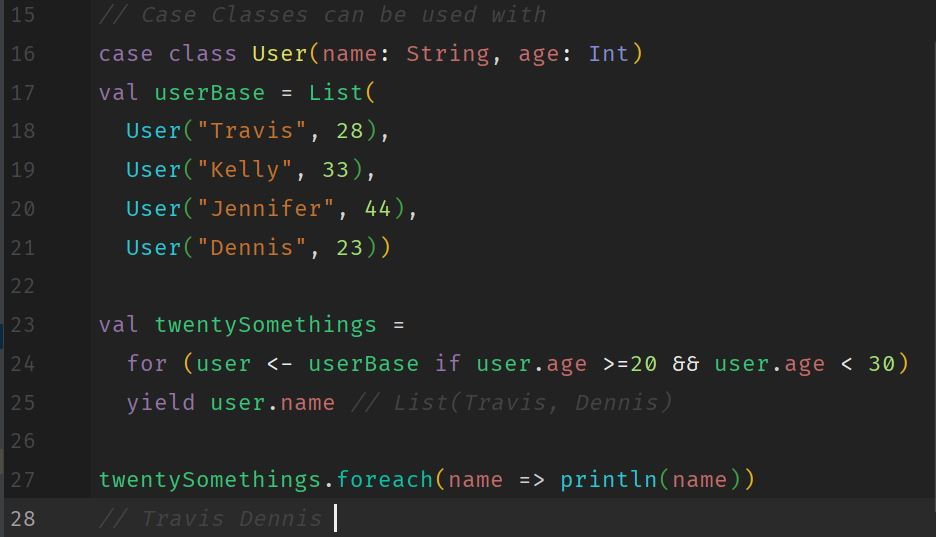 15 // Case Classes can be used with
16 case class User(name: String, age: Int)
17 val userBase = List(
18   User("Travis", 28),
19   User("Kelly", 33),
20   User("Jennifer", 44),
21   User("Dennis", 23))
22
23 val twentySomethings =
24   for (user <- userBase if user.age >=20 && user.age < 30)
25   yield user.name // List(Travis, Dennis)
26
27 twentySomethings.foreach(name => println(name))
28 // Travis Dennis